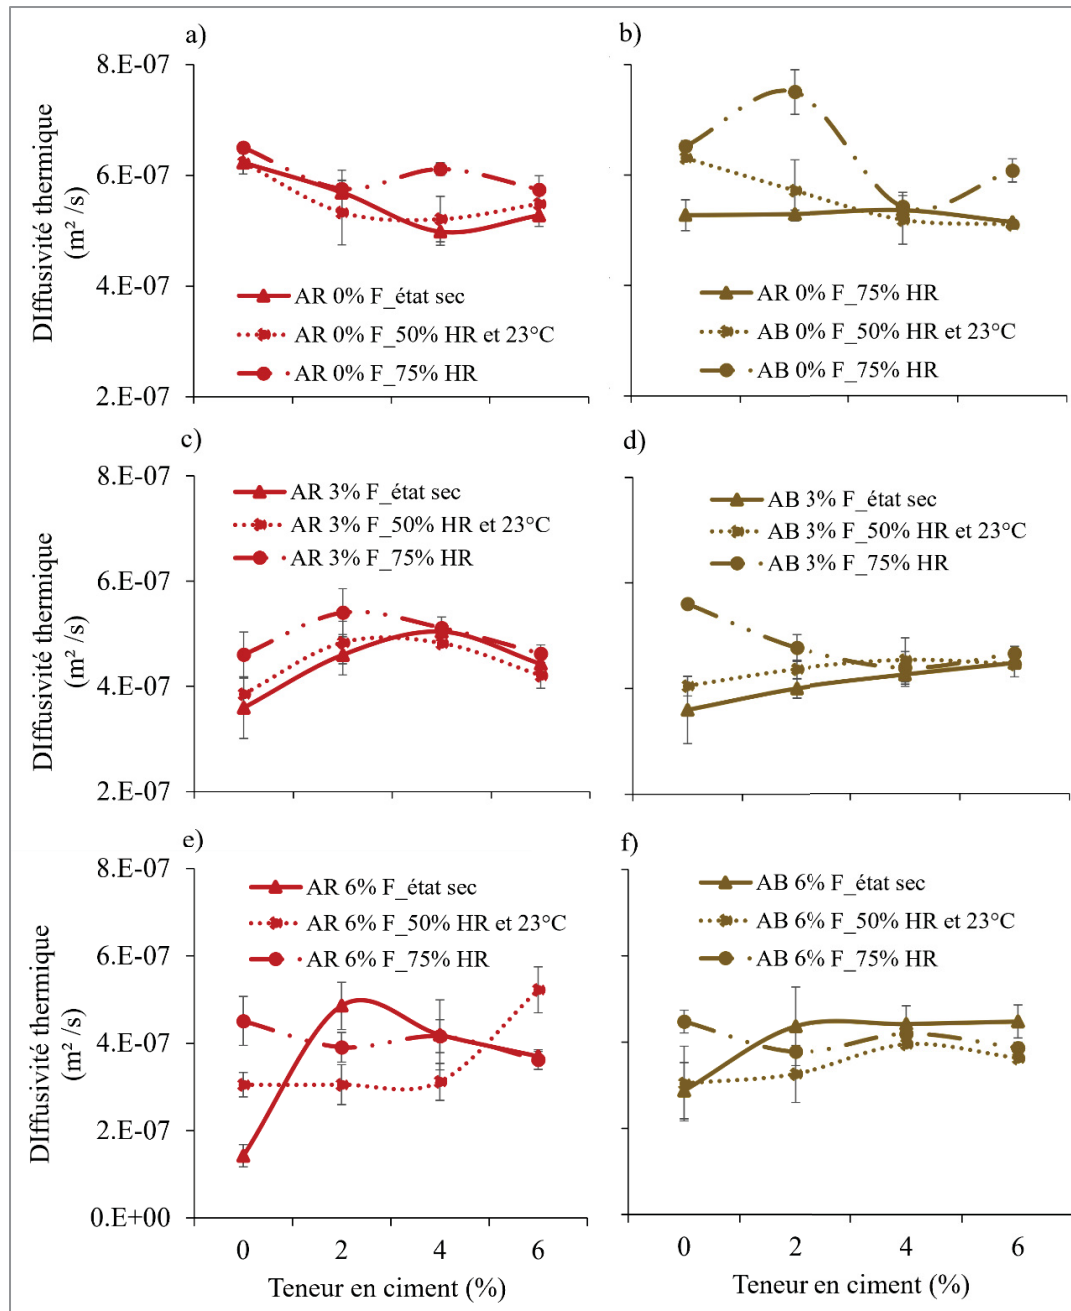 a)
b)
8.E-07
6.E-07
4.E-07
2.E-07
DIffusivité thermique
(m² /s)
AR 0% F_état sec
AR 0% F_50% HR et 23°C
AR 0% F_75% HR
AR 0% F_75% HR
AB 0% F_50% HR et 23°C
AB 0% F_75% HR
c)
d)
8.E-07
6.E-07
4.E-07
2.E-07
DIffusivité thermique
(m² /s)
AR 3% F_état sec
AR 3% F_50% HR et 23°C
AR 3% F_75% HR
AB 3% F_état sec
AB 3% F_50% HR et 23°C
AB 3% F_75% HR
e)
f)
8.E-07
6.E-07
4.E-07
2.E-07
0.E+00
DIffusivité thermique
(m² /s)
AR 6% F_état sec
AR 6% F_50% HR et 23°C
AR 6% F_75% HR
AB 6% F_état sec
AB 6% F_50% HR et 23°C
AB 6% F_75% HR
0 2 4 6
Teneur en ciment (%)
0 2 4 6
Teneur en ciment (%)